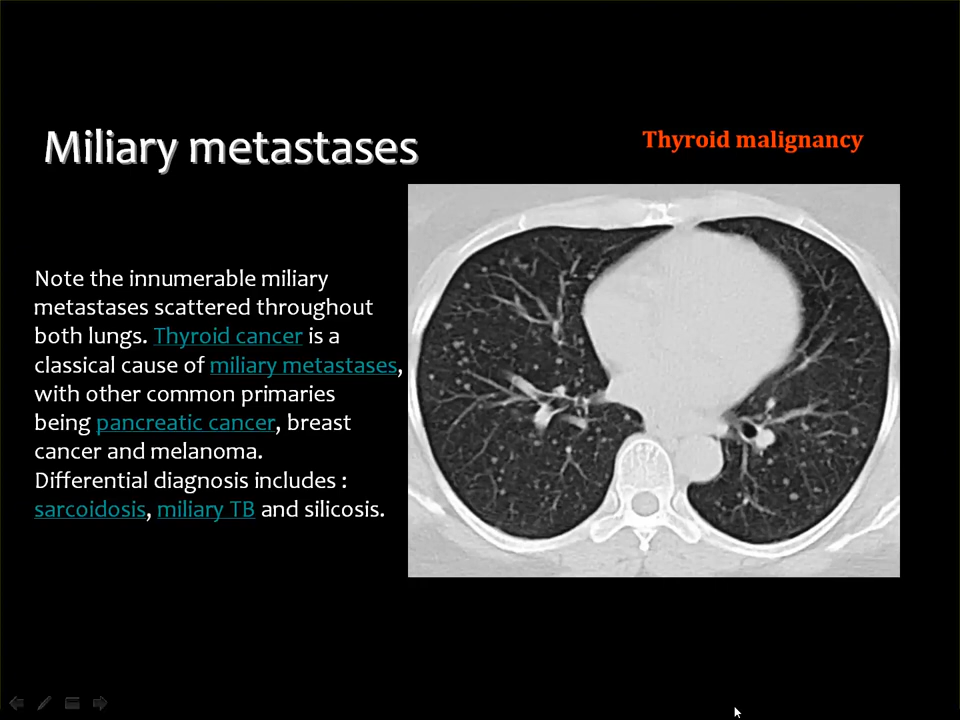 Miliary metastases
Thyroid malignancy
Note the innumerable miliary
metastases scattered throughout
both lungs. Thyroid cancer is a
classical cause of miliary metastases,
with other common primaries
being pancreatic cancer, breast
cancer and melanoma.
Differential diagnosis includes :
sarcoidosis, miliary TB and silicosis.